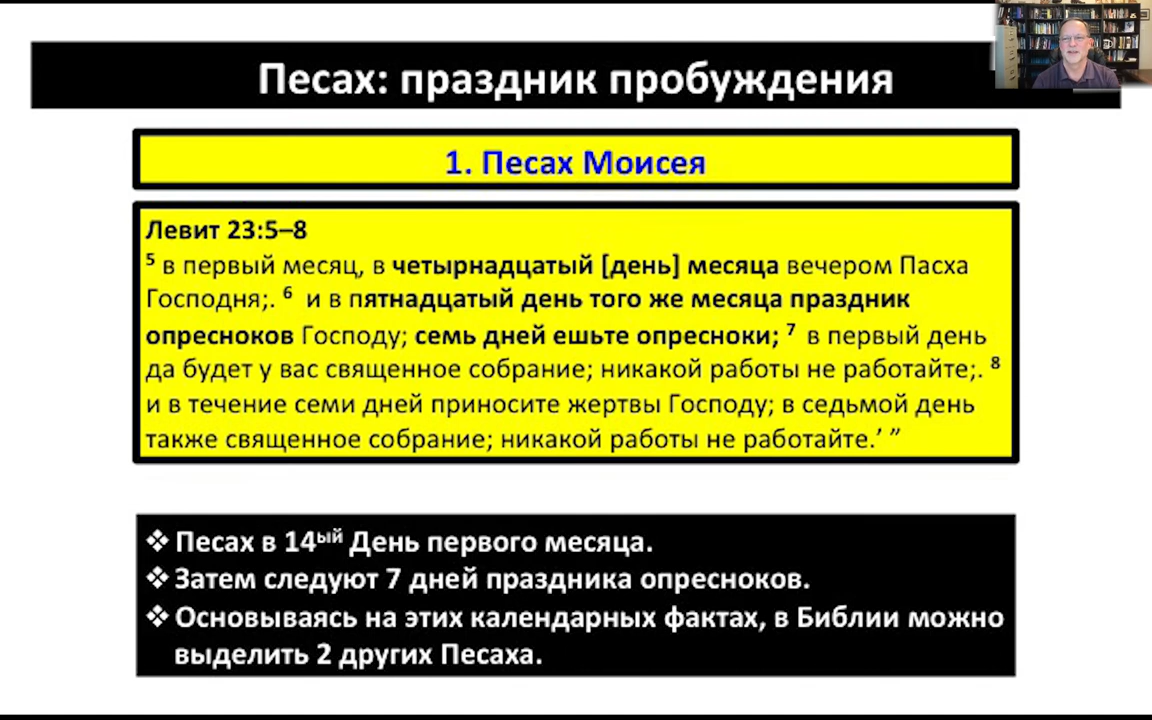 Песах: праздник пробуждения
1. Песах Моисея
Левит 23:5–8
5 в первый месяц, в четырнадцатый [день] месяца вечером Пасха
Господня;. 6 и в пятнадцатый день того же месяца праздник
опресноков Господу; семь дней ешьте опресноки; 7 в первый день
да будет у вас священное собрание; никакой работы не работайте;. 8
и в течение семи дней приносите жертвы Господу; в седьмой день
также священное собрание; никакой работы не работайте.’ ”
❖ Песах в 14ый День первого месяца.
❖ Затем следуют 7 дней праздника опресноков.
❖ Основываясь на этих календарных фактах, в Библии можно
выделить 2 других Песаха.